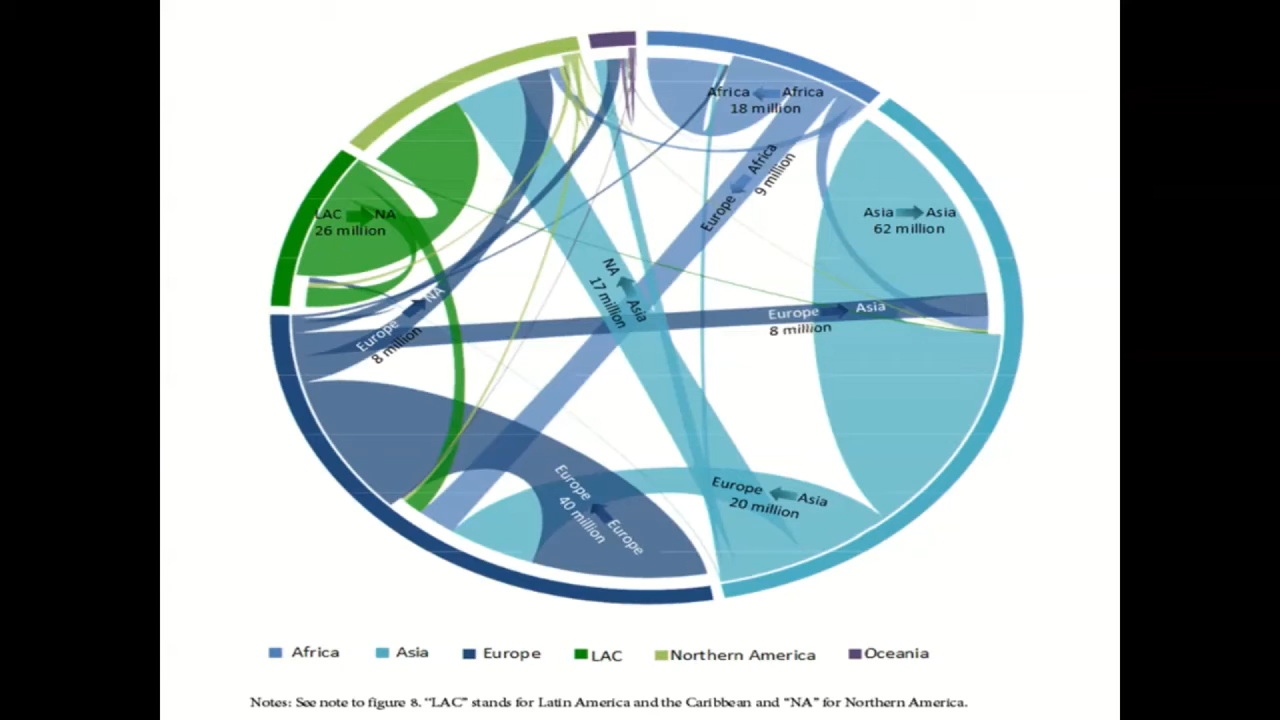 Africa Africa
18 million
Europe Africa
9 million
Asia Asia
62 million
LAC NA
26 million
NA Asia
17 million
Europe NA
8 million
Europe Asia
8 million
Europe Europe
40 million
Europe Asia
20 million
Africa Asia Europe LAC Northern America Oceania
Notes: See note to figure 8. “LAC” stands for Latin America and the Caribbean and “NA” for Northern America.